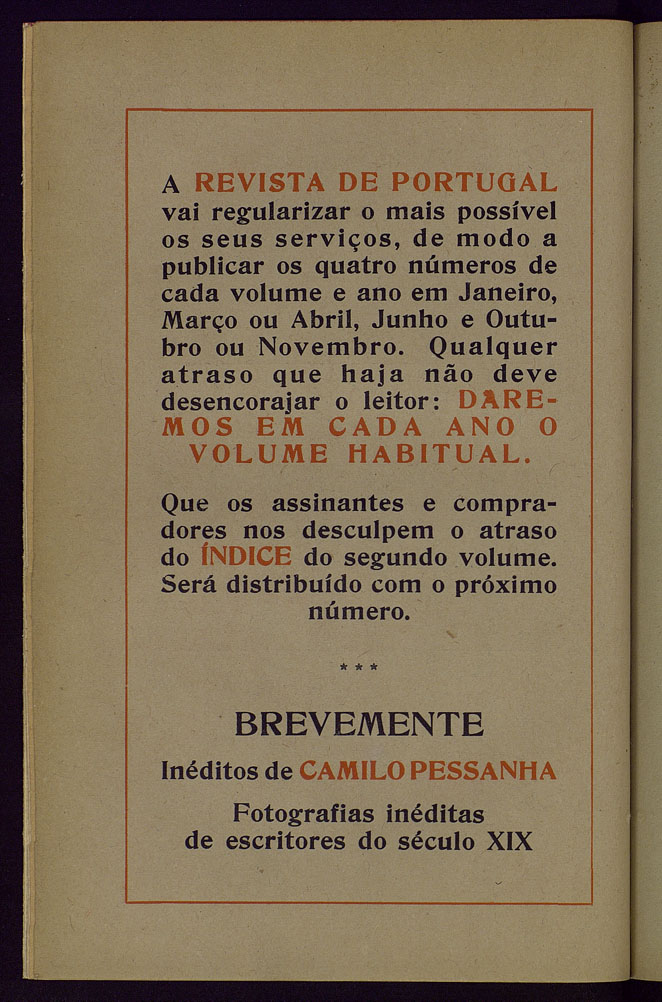 A REVISTA DE PORTUGAL
vai regularizar o mais possível
os seus serviços, de modo a
publicar os quatro números de
cada volume e ano em Janeiro,
Março ou Abril, Junho e Outu-
bro ou Novembro. Qualquer
atraso que haja não deve
desencorajar o leitor: DARE-
MOS EM CADA ANO O
VOLUME HABITUAL.
Que os assinantes e compra-
dores nos desculpem o atraso
do ÍNDICE do segundo volume.
Será distribuído com o próximo
número.
* * *
BREVEMENTE
Inéditos de CAMILO PESSANHA
Fotografias inéditas
de escritores do século XIX